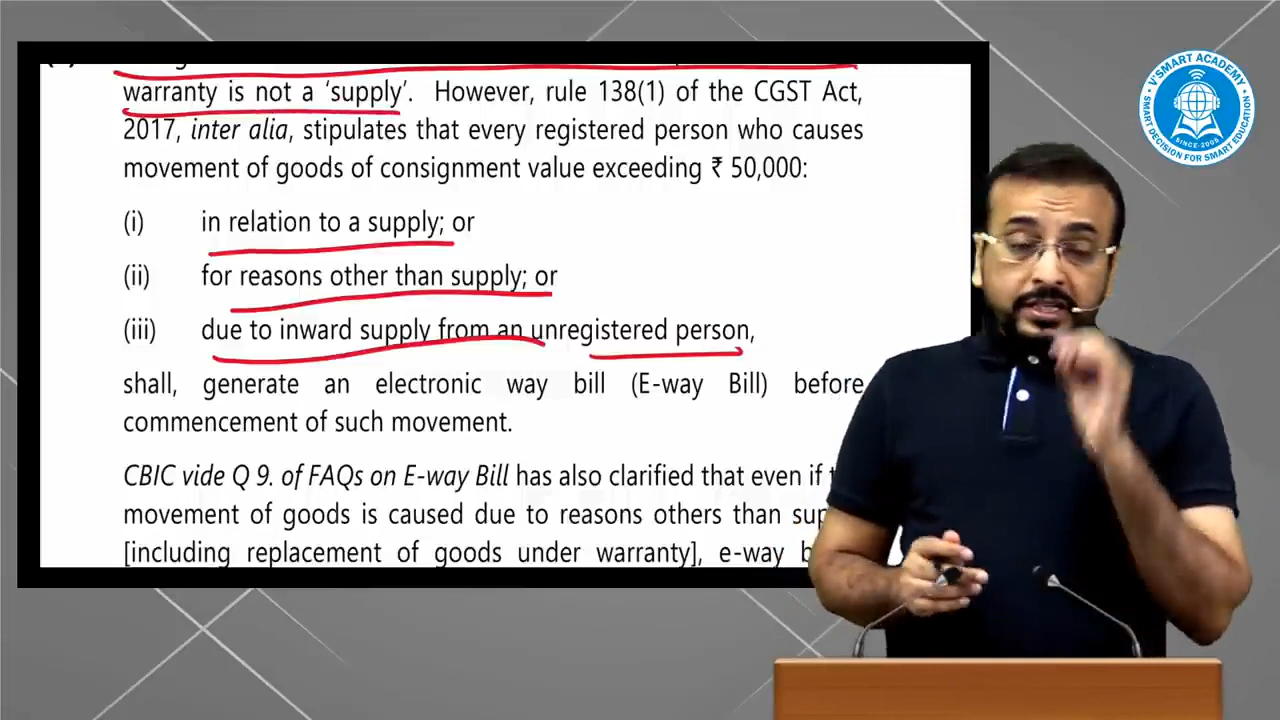 warranty is not a ‘supply’. However, rule 138(1) of the CGST Act,
2017, inter alia, stipulates that every registered person who causes
movement of goods of consignment value exceeding ₹ 50,000:
(i) in relation to a supply; or
(ii) for reasons other than supply; or
(iii) due to inward supply from an unregistered person,
shall, generate an electronic way bill (E-way Bill) before
commencement of such movement.
CBIC vide Q 9. of FAQs on E-way Bill has also clarified that even if
movement of goods is caused due to reasons others than
[including replacement of goods under warranty], e-way
V'SMART ACADEMY
SINCE-2005
SMART DECISION FOR SMART EDUCATION